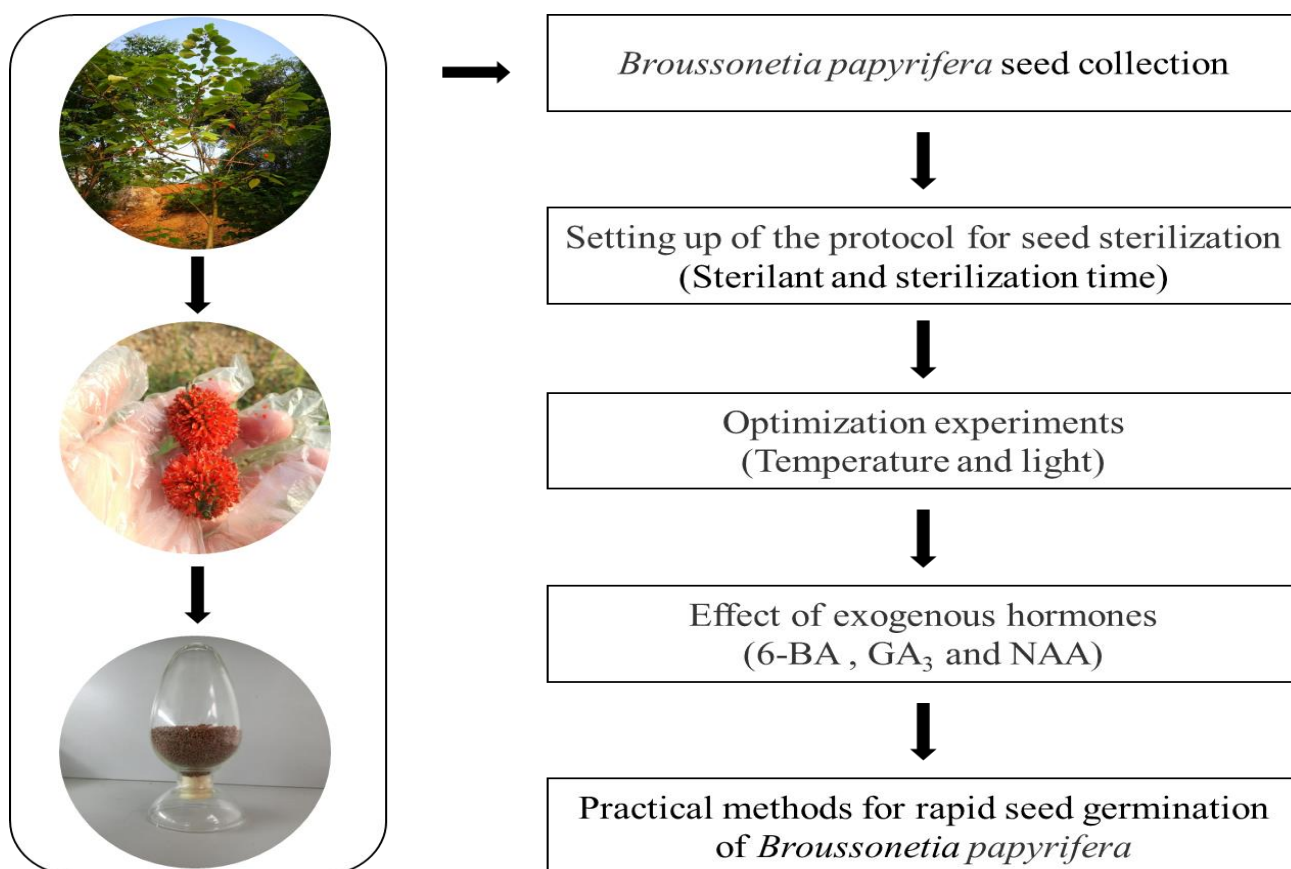 Broussonetia papyrifera seed collection
Setting up of the protocol for seed sterilization
(Sterilant and sterilization time)
Optimization experiments
(Temperature and light)
Effect of exogenous hormones
(6-BA , GA₃ and NAA)
Practical methods for rapid seed germination
of Broussonetia papyrifera